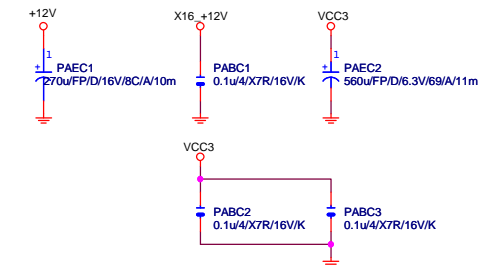 +12V
X16_+12V
VCC3
1
+
PAEC1
270u/FP/D/16V/8C/A/10m
PABC1
0.1u/4/X7R/16V/K
1
+
PAEC2
560u/FP/D/6.3V/69/A/11m
VCC3
PABC2
0.1u/4/X7R/16V/K
PABC3
0.1u/4/X7R/16V/K